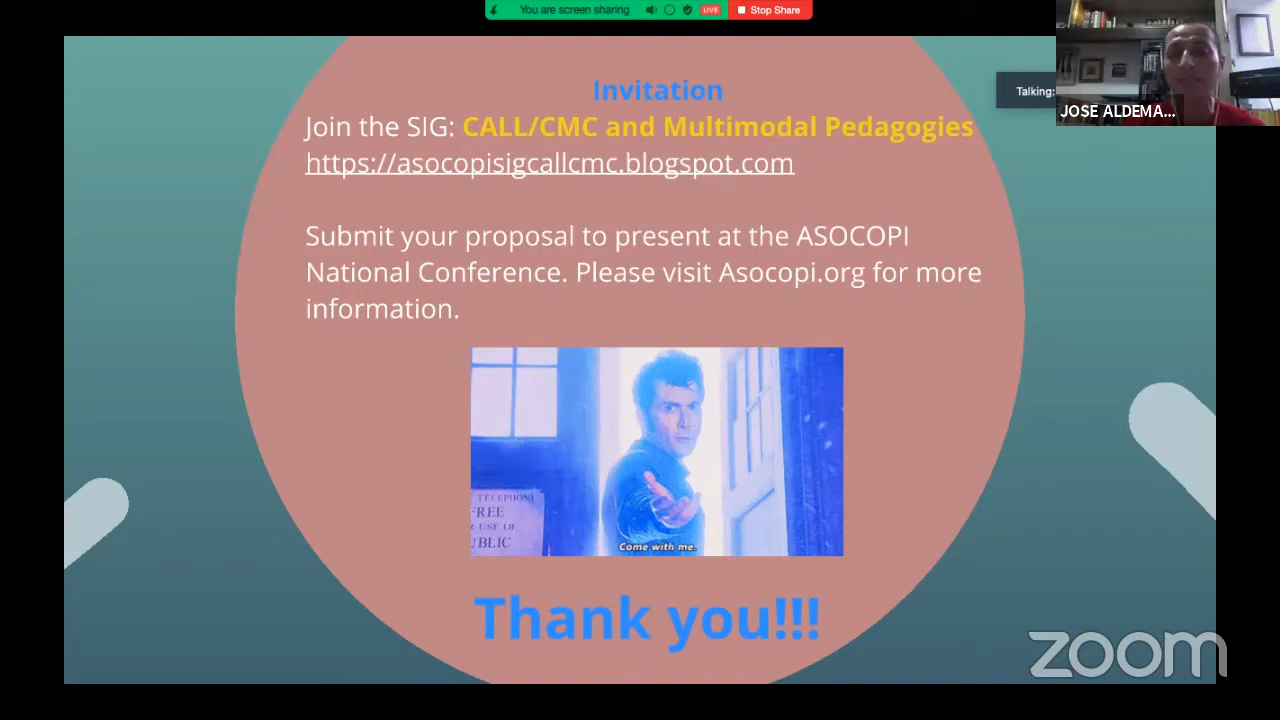 You are screen sharing LIVE Stop Share
Talking:
JOSE ALDEMA...
Invitation
Join the SIG: CALL/CMC and Multimodal Pedagogies
https://asocopisigcallcmc.blogspot.com
Submit your proposal to present at the ASOCOPI
National Conference. Please visit Asocopi.org for more
information.
TELEPHONE
FREE
USE OF
Come with me.
Thank you!!!
zoom